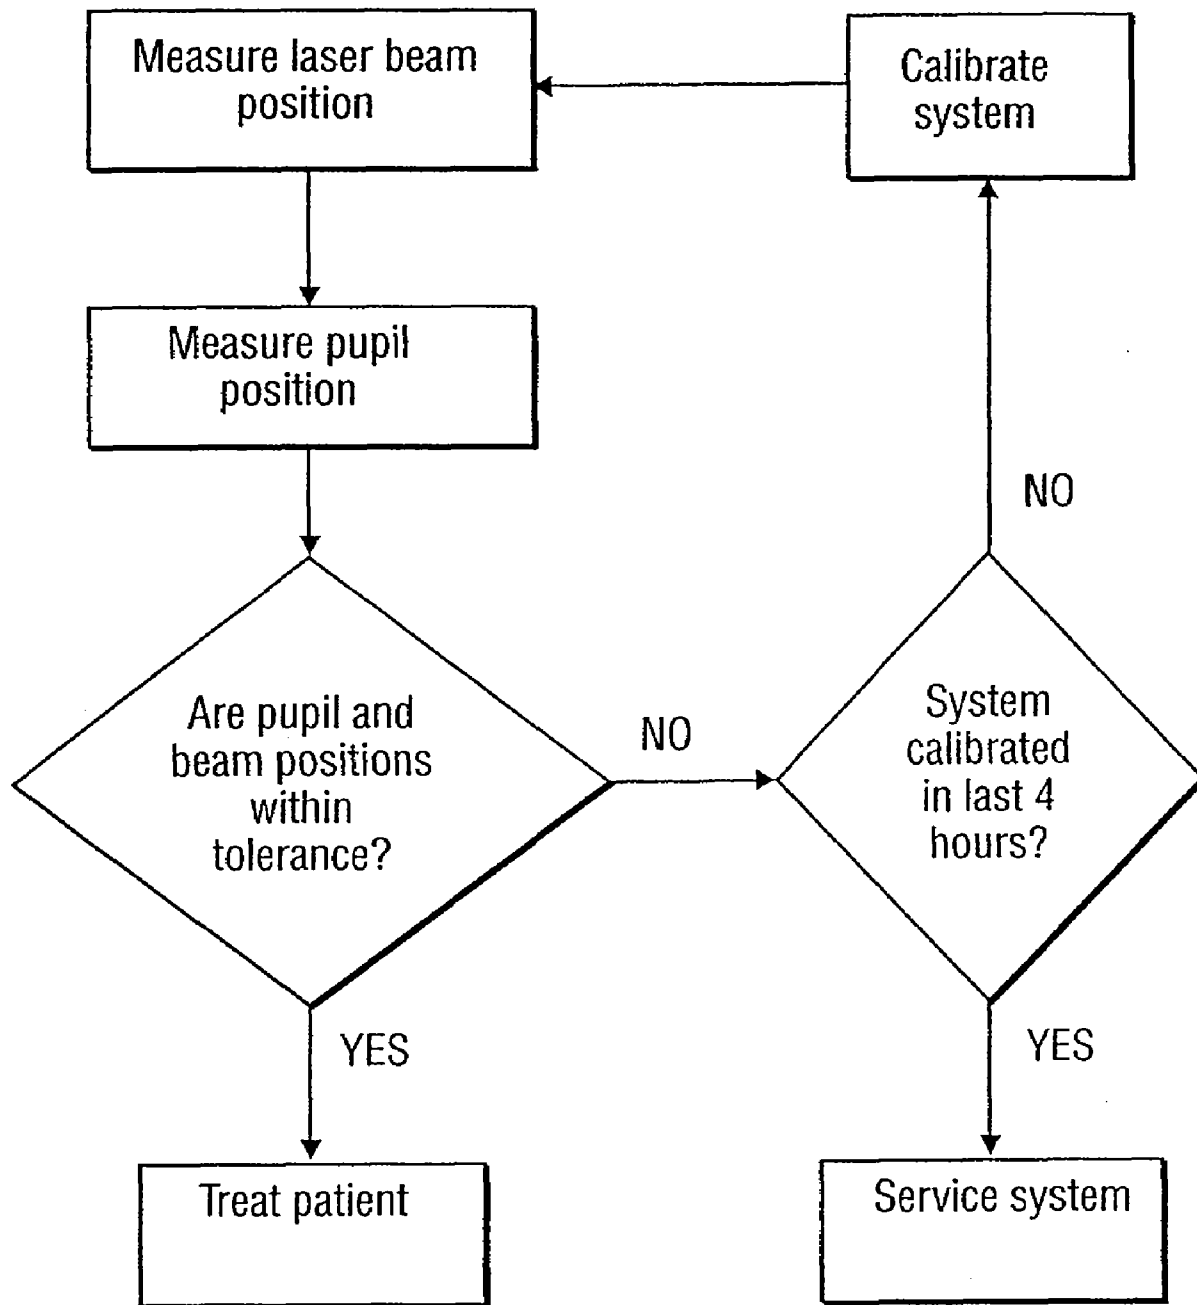 Measure laser beam
position
Calibrate
system
Measure pupil
position
NO
Are pupil and
beam positions
within
tolerance?
NO
System
calibrated
in last 4
hours?
YES
YES
Treat patient
Service system